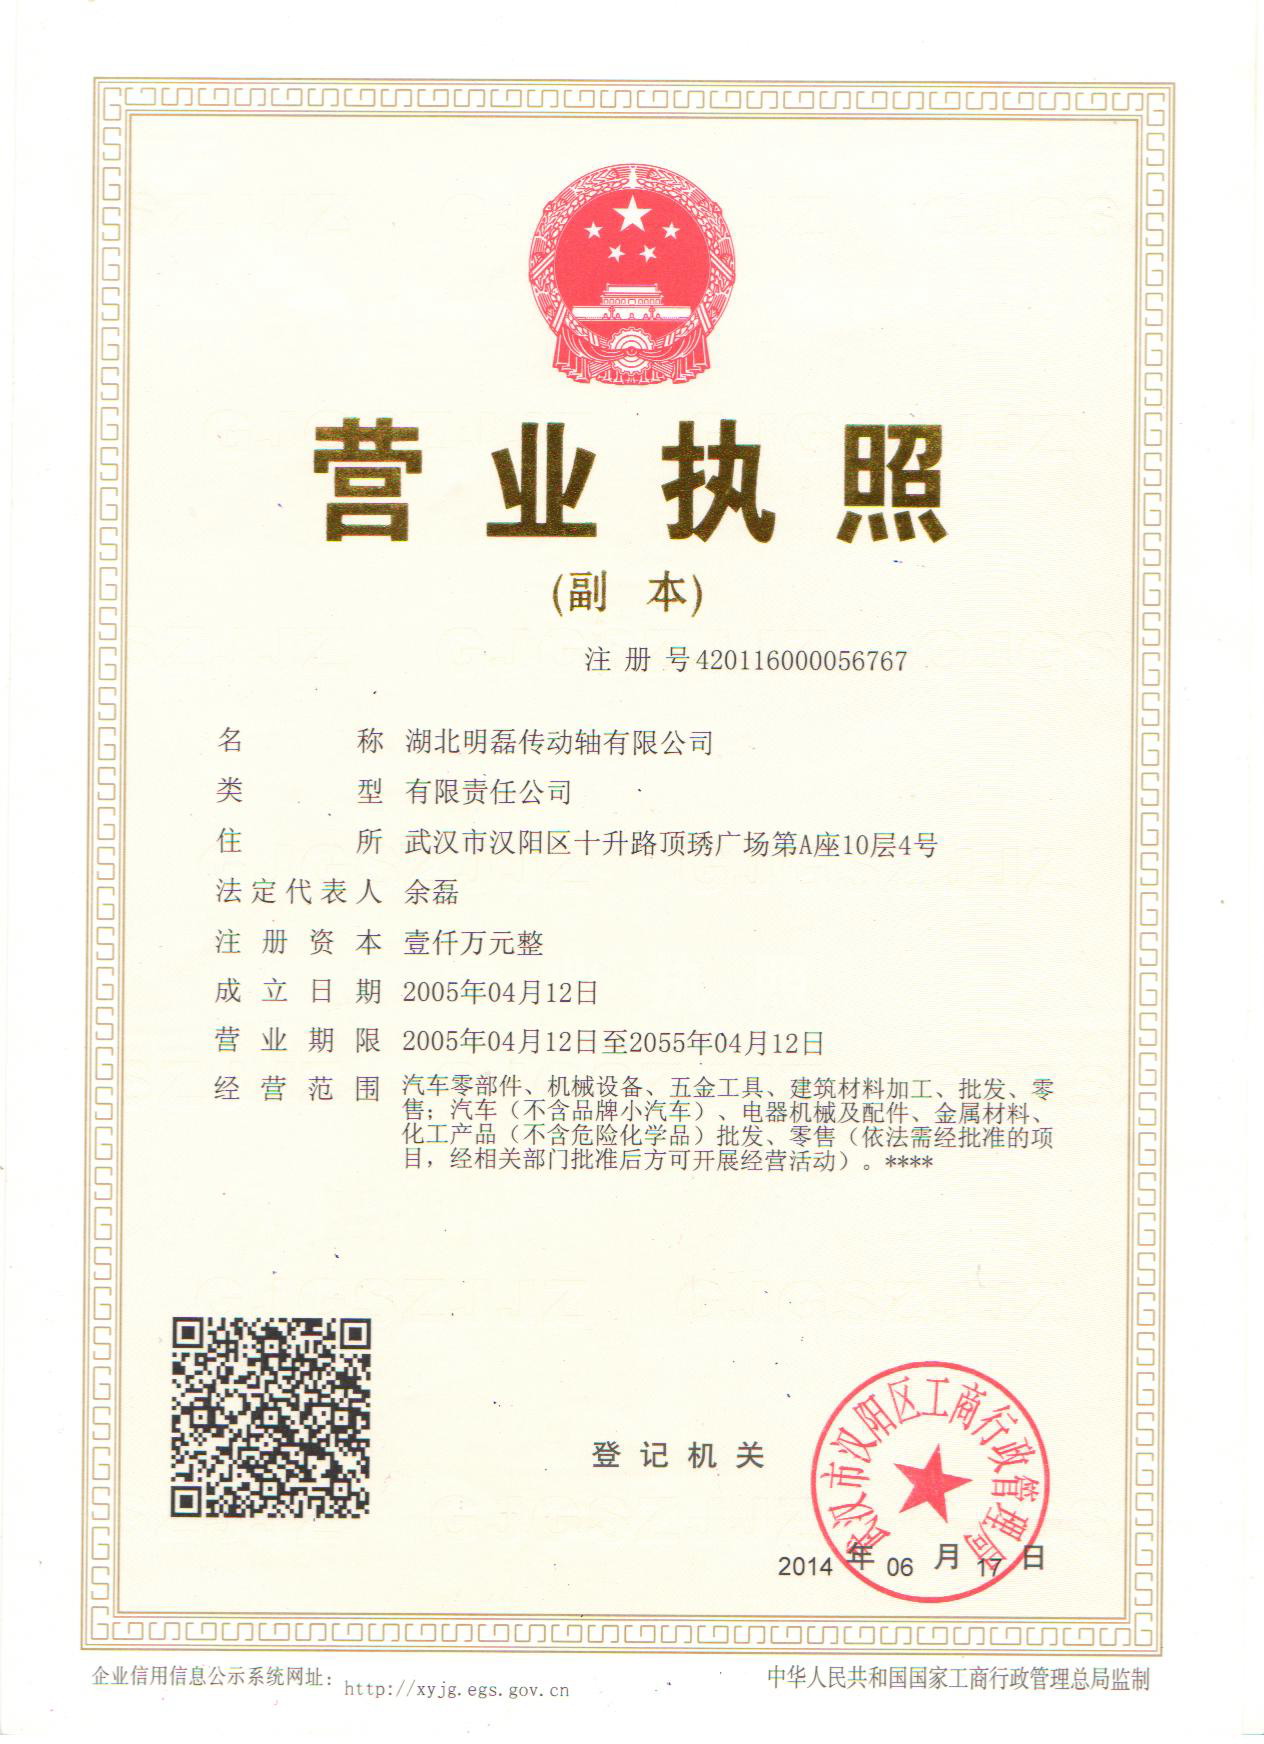 营业执照
(副 本)
注 册 号420116000056767
名 称 湖北明磊传动轴有限公司
类 型 有限责任公司
住 所 武汉市汉阳区十升路顶琇广场第A座10层4号
法定代表人 余磊
注 册 资 本 壹仟万元整
成 立 日 期 2005年04月12日
营 业 期 限 2005年04月12日至2055年04月12日
经 营 范 围 汽车零部件、机械设备、五金工具、建筑材料加工、批发、零
售；汽车（不含品牌小汽车）、电器机械及配件、金属材料、
化工产品（不含危险化学品）批发、零售（依法需经批准的项
目，经相关部门批准后方可开展经营活动）。****
登 记 机 关
武汉市汉阳区工商行政管理局
2014 年 06 月 17 日
企业信用信息公示系统网址：http://xyjg.egs.gov.cn
中华人民共和国国家工商行政管理总局监制